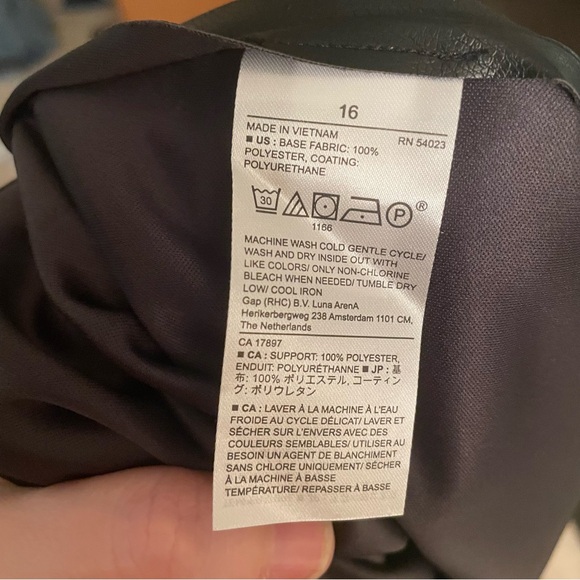 16
MADE IN VIETNAM RN 54023
■ US : BASE FABRIC: 100%
POLYESTER, COATING:
POLYURETHANE
30 P ®
1166
MACHINE WASH COLD GENTLE CYCLE/
WASH AND DRY INSIDE OUT WITH
LIKE COLORS/ ONLY NON-CHLORINE
BLEACH WHEN NEEDED/ TUMBLE DRY
LOW/ COOL IRON
Gap (RHC) B.V. Luna ArenA
Herikerbergweg 238 Amsterdam 1101 CM,
The Netherlands
CA 17897
■ CA : SUPPORT: 100% POLYESTER,
ENDUIT: POLYURÉTHANNE ■ JP : 基
布: 100% ポリエステル, コーティン
グ: ポリウレタン
■ CA : LAVER À LA MACHINE À L'EAU
FROIDE AU CYCLE DÉLICAT/ LAVER ET
SÉCHER SUR L'ENVERS AVEC DES
COULEURS SEMBLABLES/ UTILISER AU
BESOIN UN AGENT DE BLANCHIMENT
SANS CHLORE UNIQUEMENT/ SÉCHER
À LA MACHINE À BASSE
TEMPÉRATURE/ REPASSER À BASSE